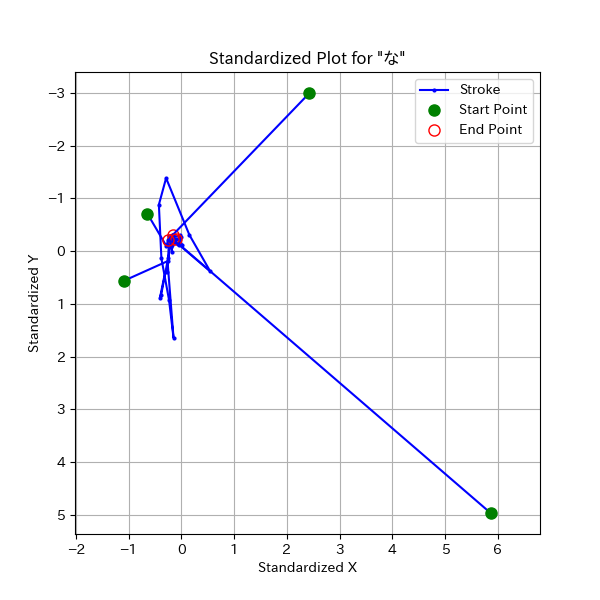 Standardized Plot for "な"
Stroke
Start Point
End Point
Standardized Y
−3
−2
−1
0
1
2
3
4
5
−2 −1 0 1 2 3 4 5 6
Standardized X